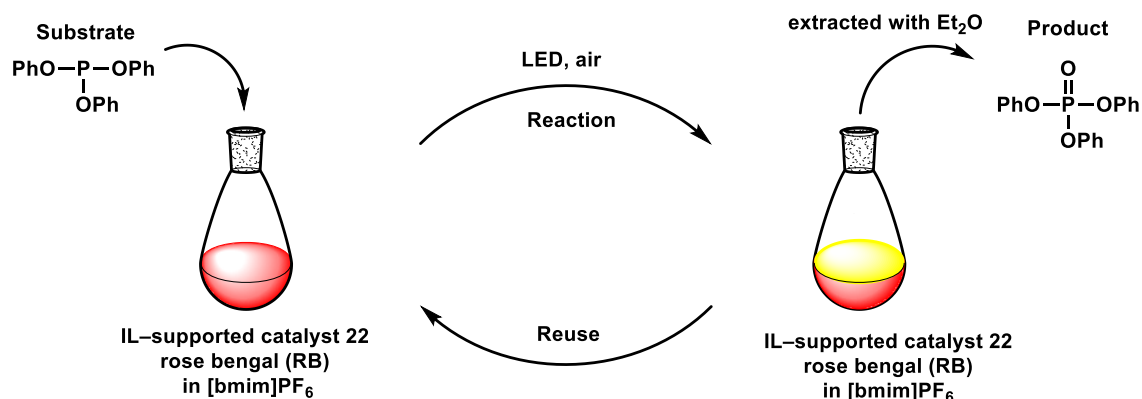 Substrate
PhO–P–OPh
OPh
IL–supported catalyst 22
rose bengal (RB)
in [bmim]PF₆
LED, air
Reaction
Reuse
extracted with Et₂O
Product
O
PhO–P–OPh
OPh
IL–supported catalyst 22
rose bengal (RB)
in [bmim]PF₆